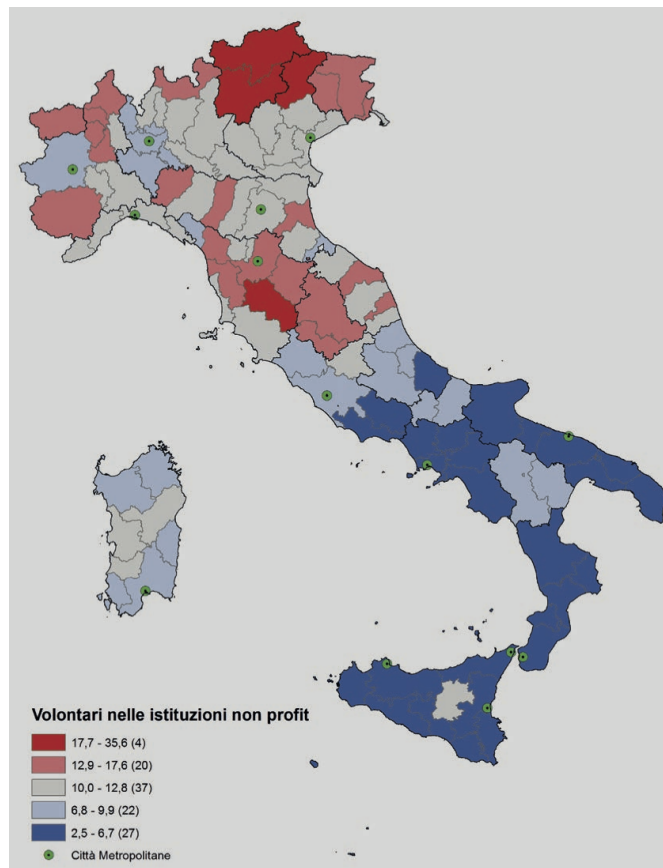 Volontari nelle istituzioni non profit
17,7 - 35,6 (4)
12,9 - 17,6 (20)
10,0 - 12,8 (37)
6,8 - 9,9 (22)
2,5 - 6,7 (27)
Città Metropolitane